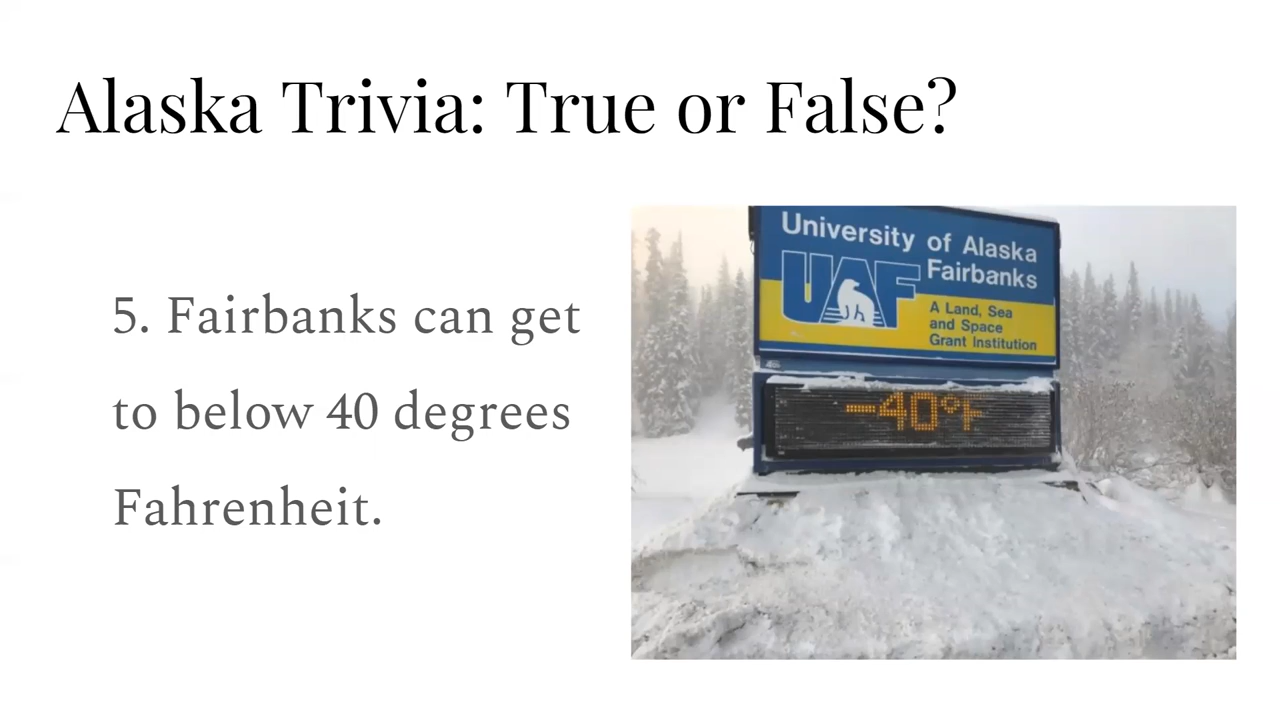 Alaska Trivia: True or False?
5. Fairbanks can get
to below 40 degrees
Fahrenheit.
University of Alaska
Fairbanks
UAF
A Land, Sea
and Space
Grant Institution
-40°F